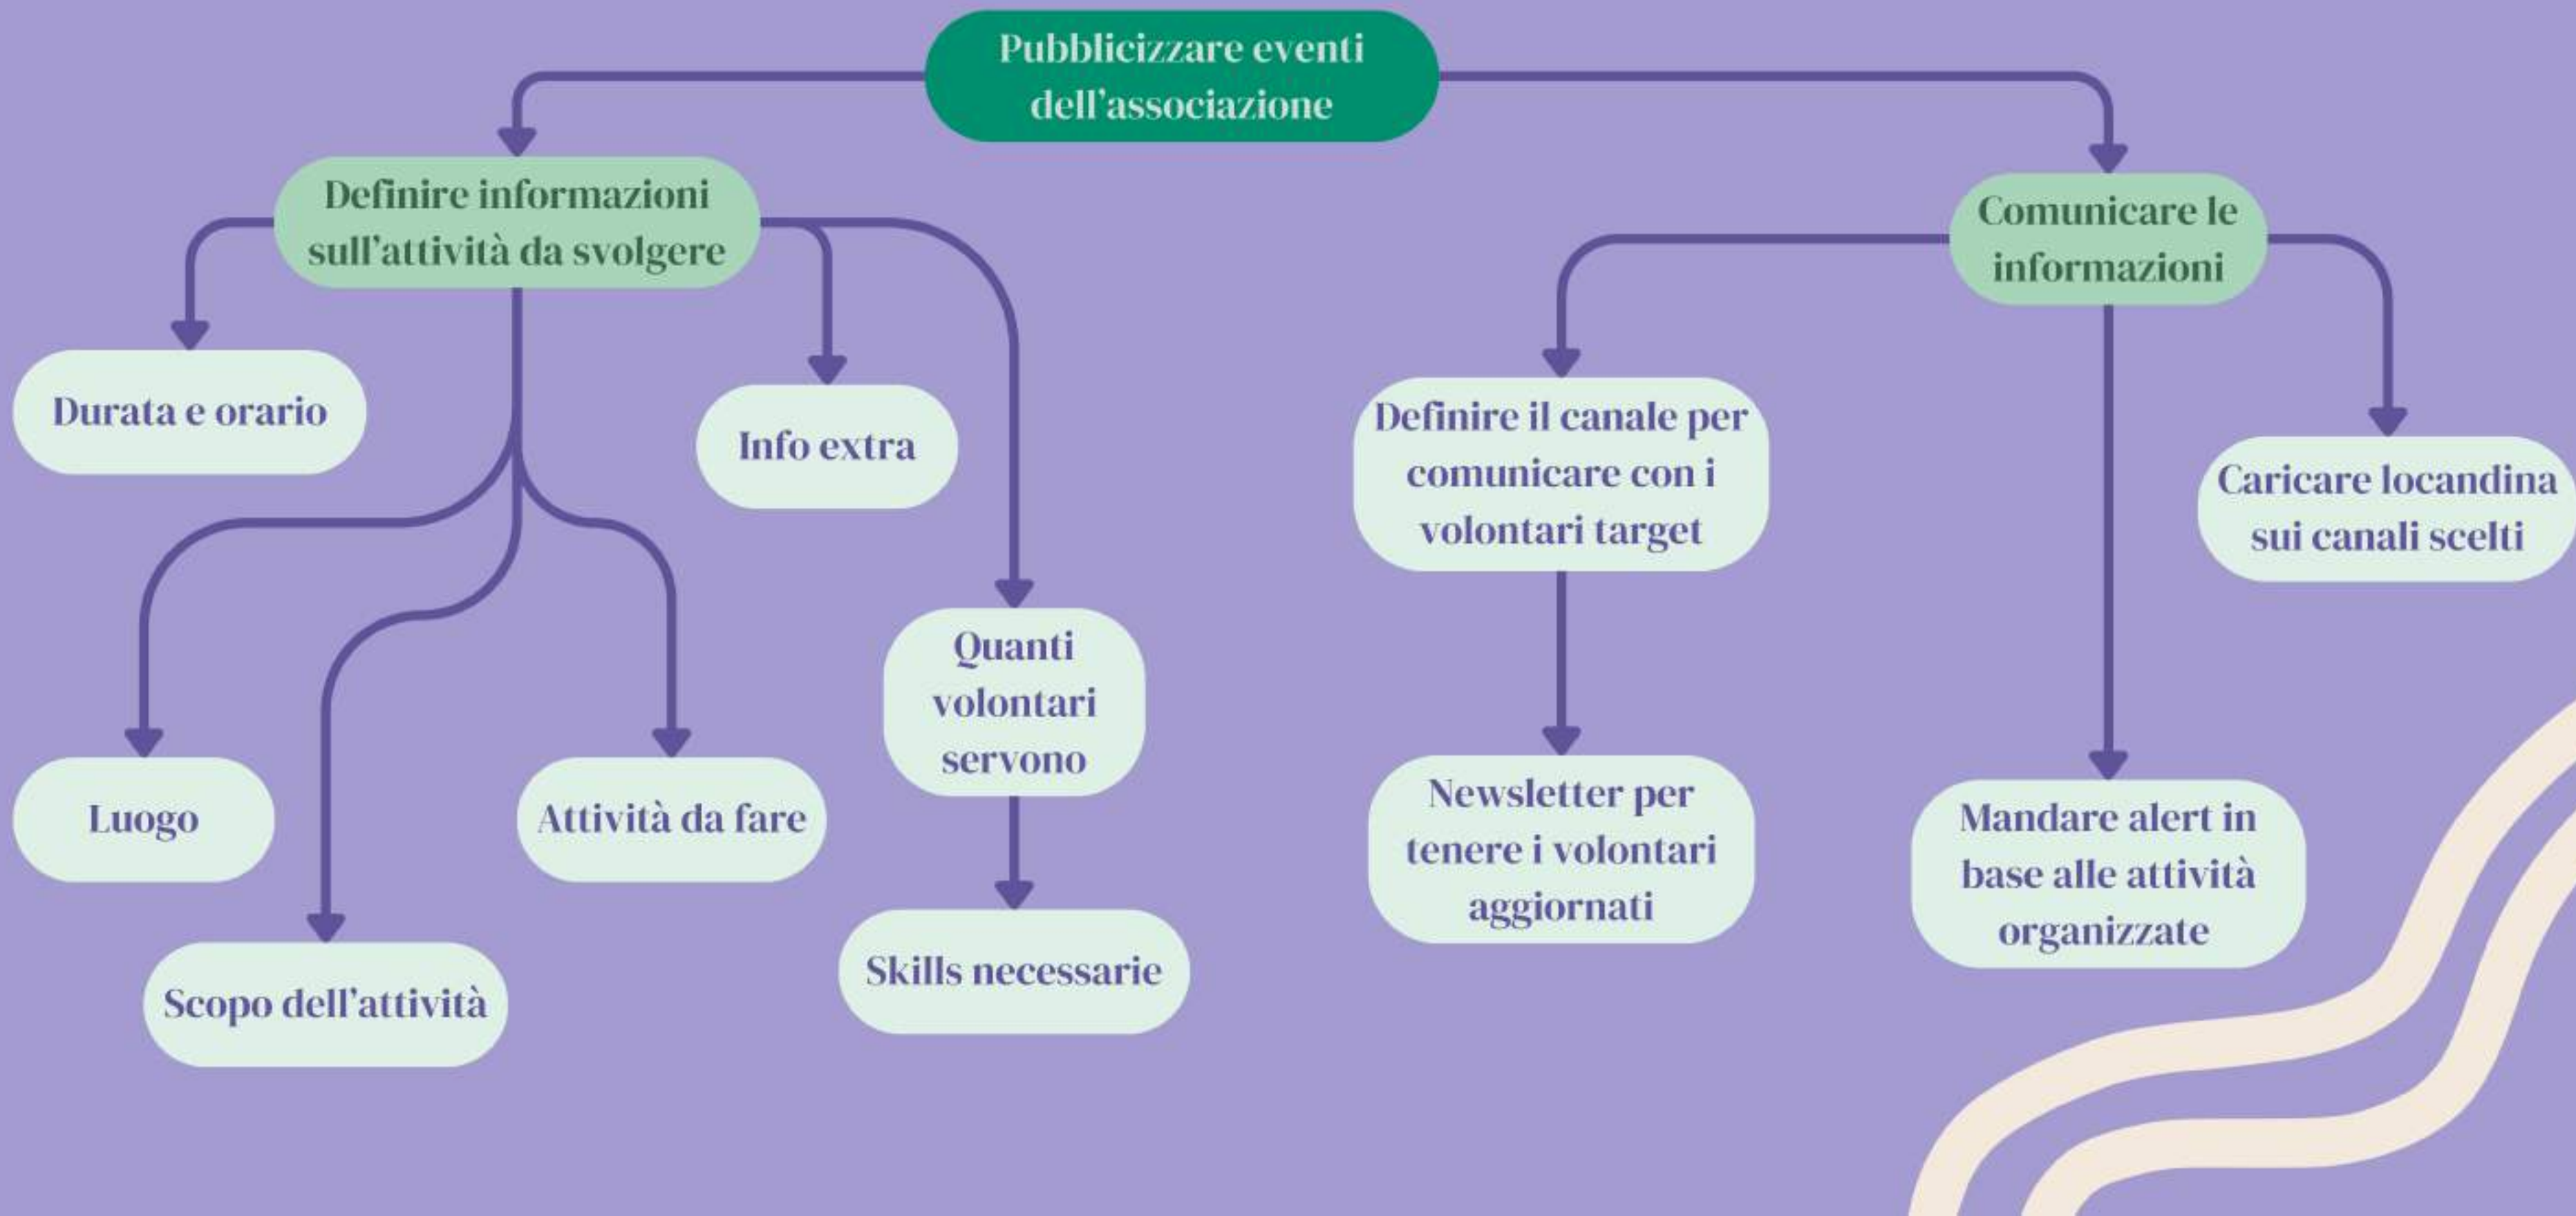 Pubblicizzare eventi
dell'associazione
Definire informazioni
sull'attività da svolgere
Comunicare le
informazioni
Durata e orario
Info extra
Luogo
Scopo dell'attività
Attività da fare
Quanti
volontari
servono
Skills necessarie
Definire il canale per
comunicare con i
volontari target
Newsletter per
tenere i volontari
aggiornati
Mandare alert in
base alle attività
organizzate
Caricare locandina
sui canali scelti